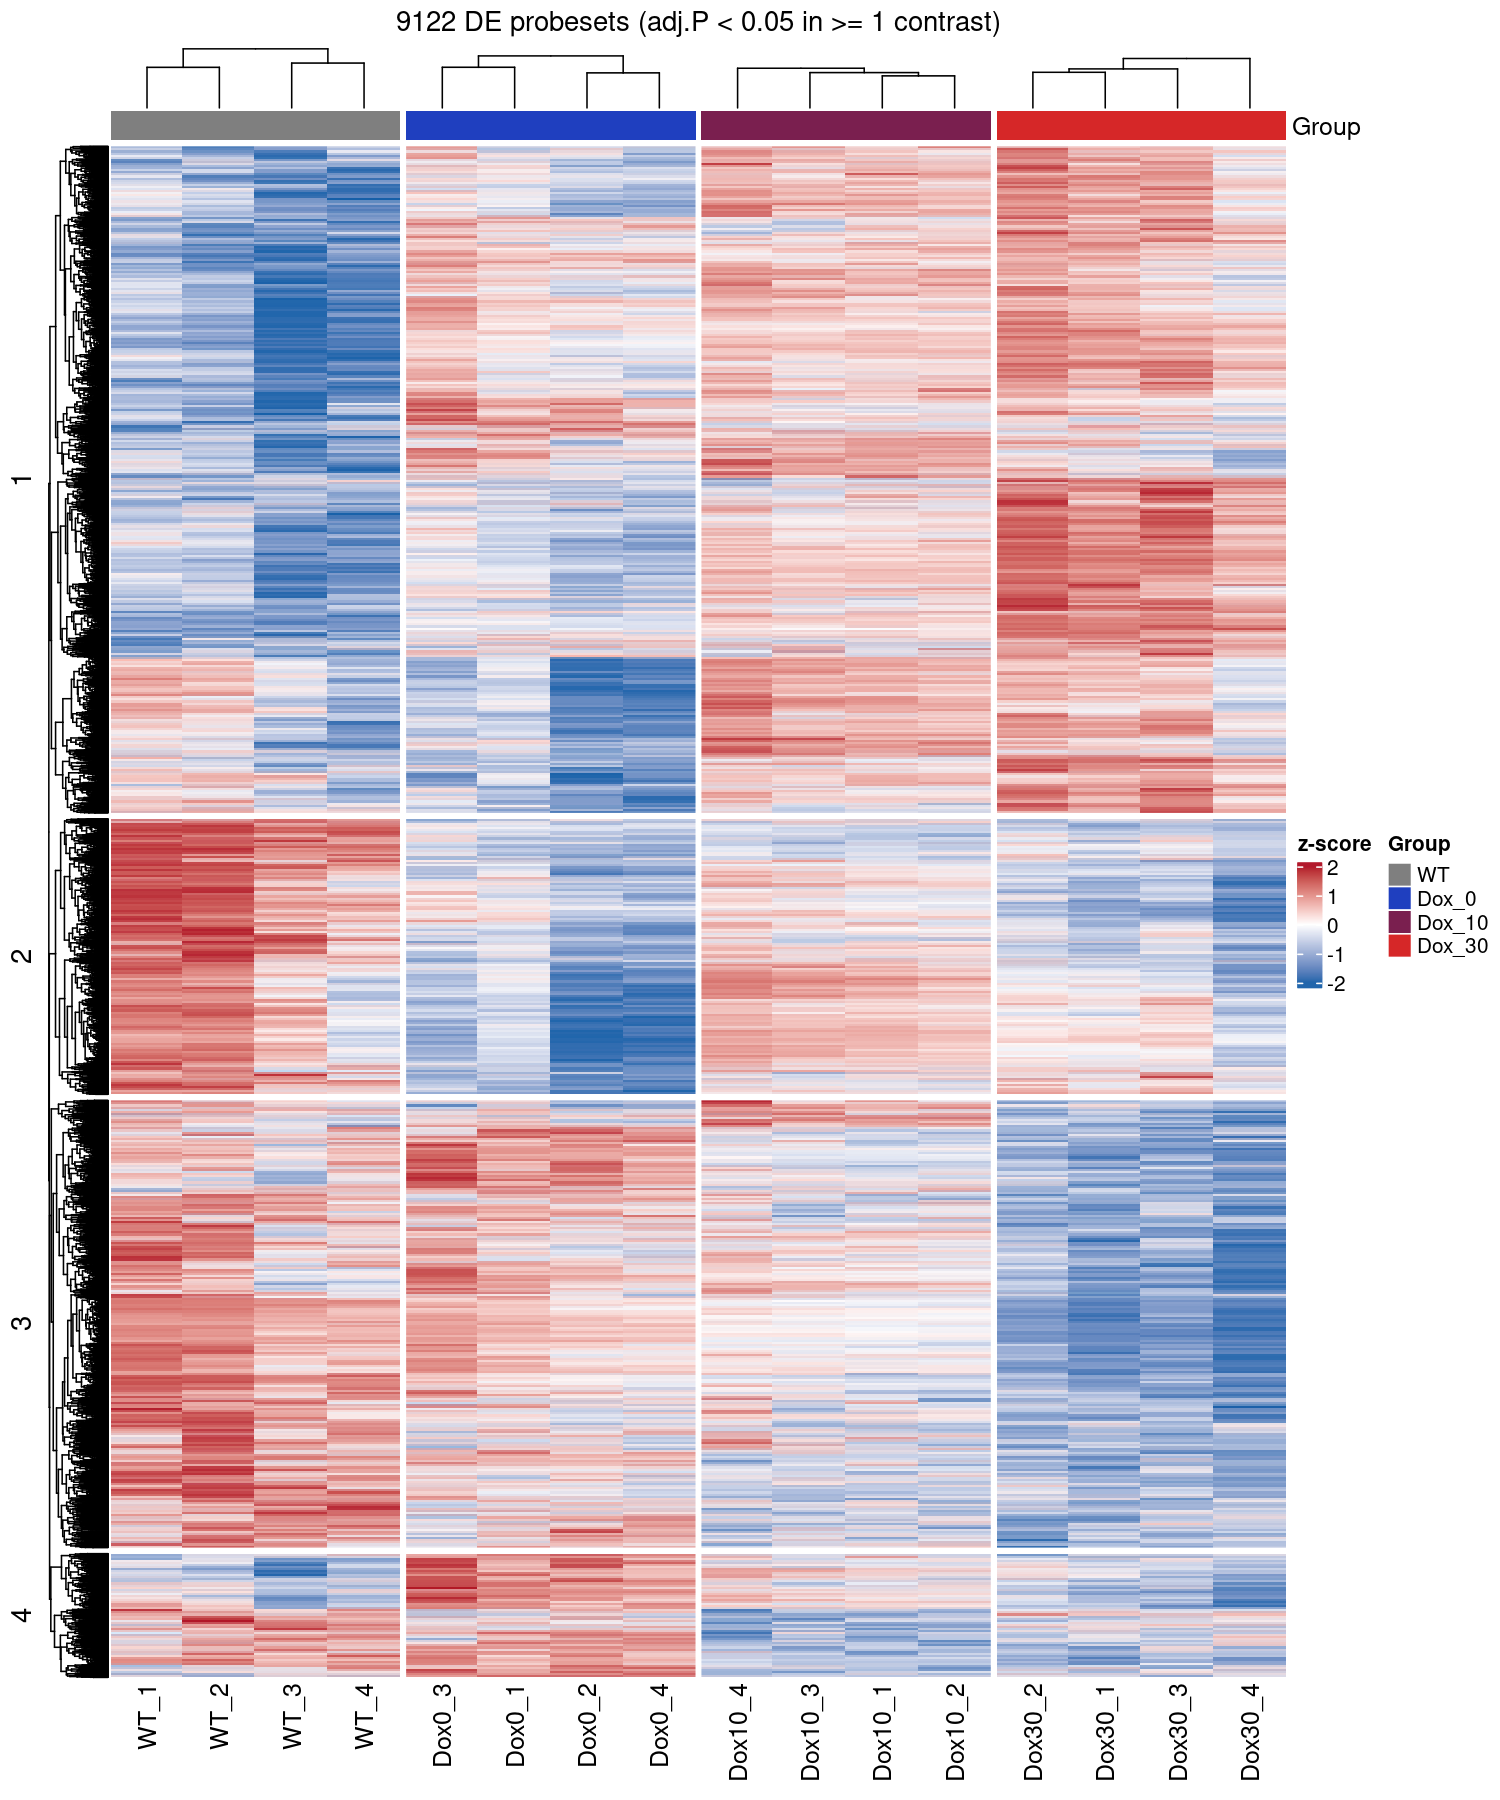 9122 DE probesets (adj.P < 0.05 in >= 1 contrast)
Group
1
2
3
4
z-score
2
1
0
-1
-2
Group
WT
Dox_0
Dox_10
Dox_30
WT_1
WT_2
WT_3
WT_4
Dox0_3
Dox0_1
Dox0_2
Dox0_4
Dox10_4
Dox10_3
Dox10_1
Dox10_2
Dox30_2
Dox30_1
Dox30_3
Dox30_4